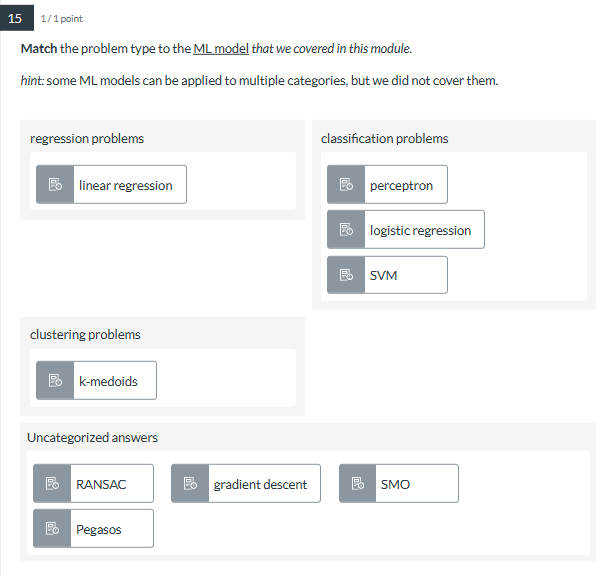 15 1 / 1 point
Match the problem type to the ML model that we covered in this module.
hint: some ML models can be applied to multiple categories, but we did not cover them.
regression problems
linear regression
classification problems
perceptron
logistic regression
SVM
clustering problems
k-medoids
Uncategorized answers
RANSAC gradient descent SMO
Pegasos